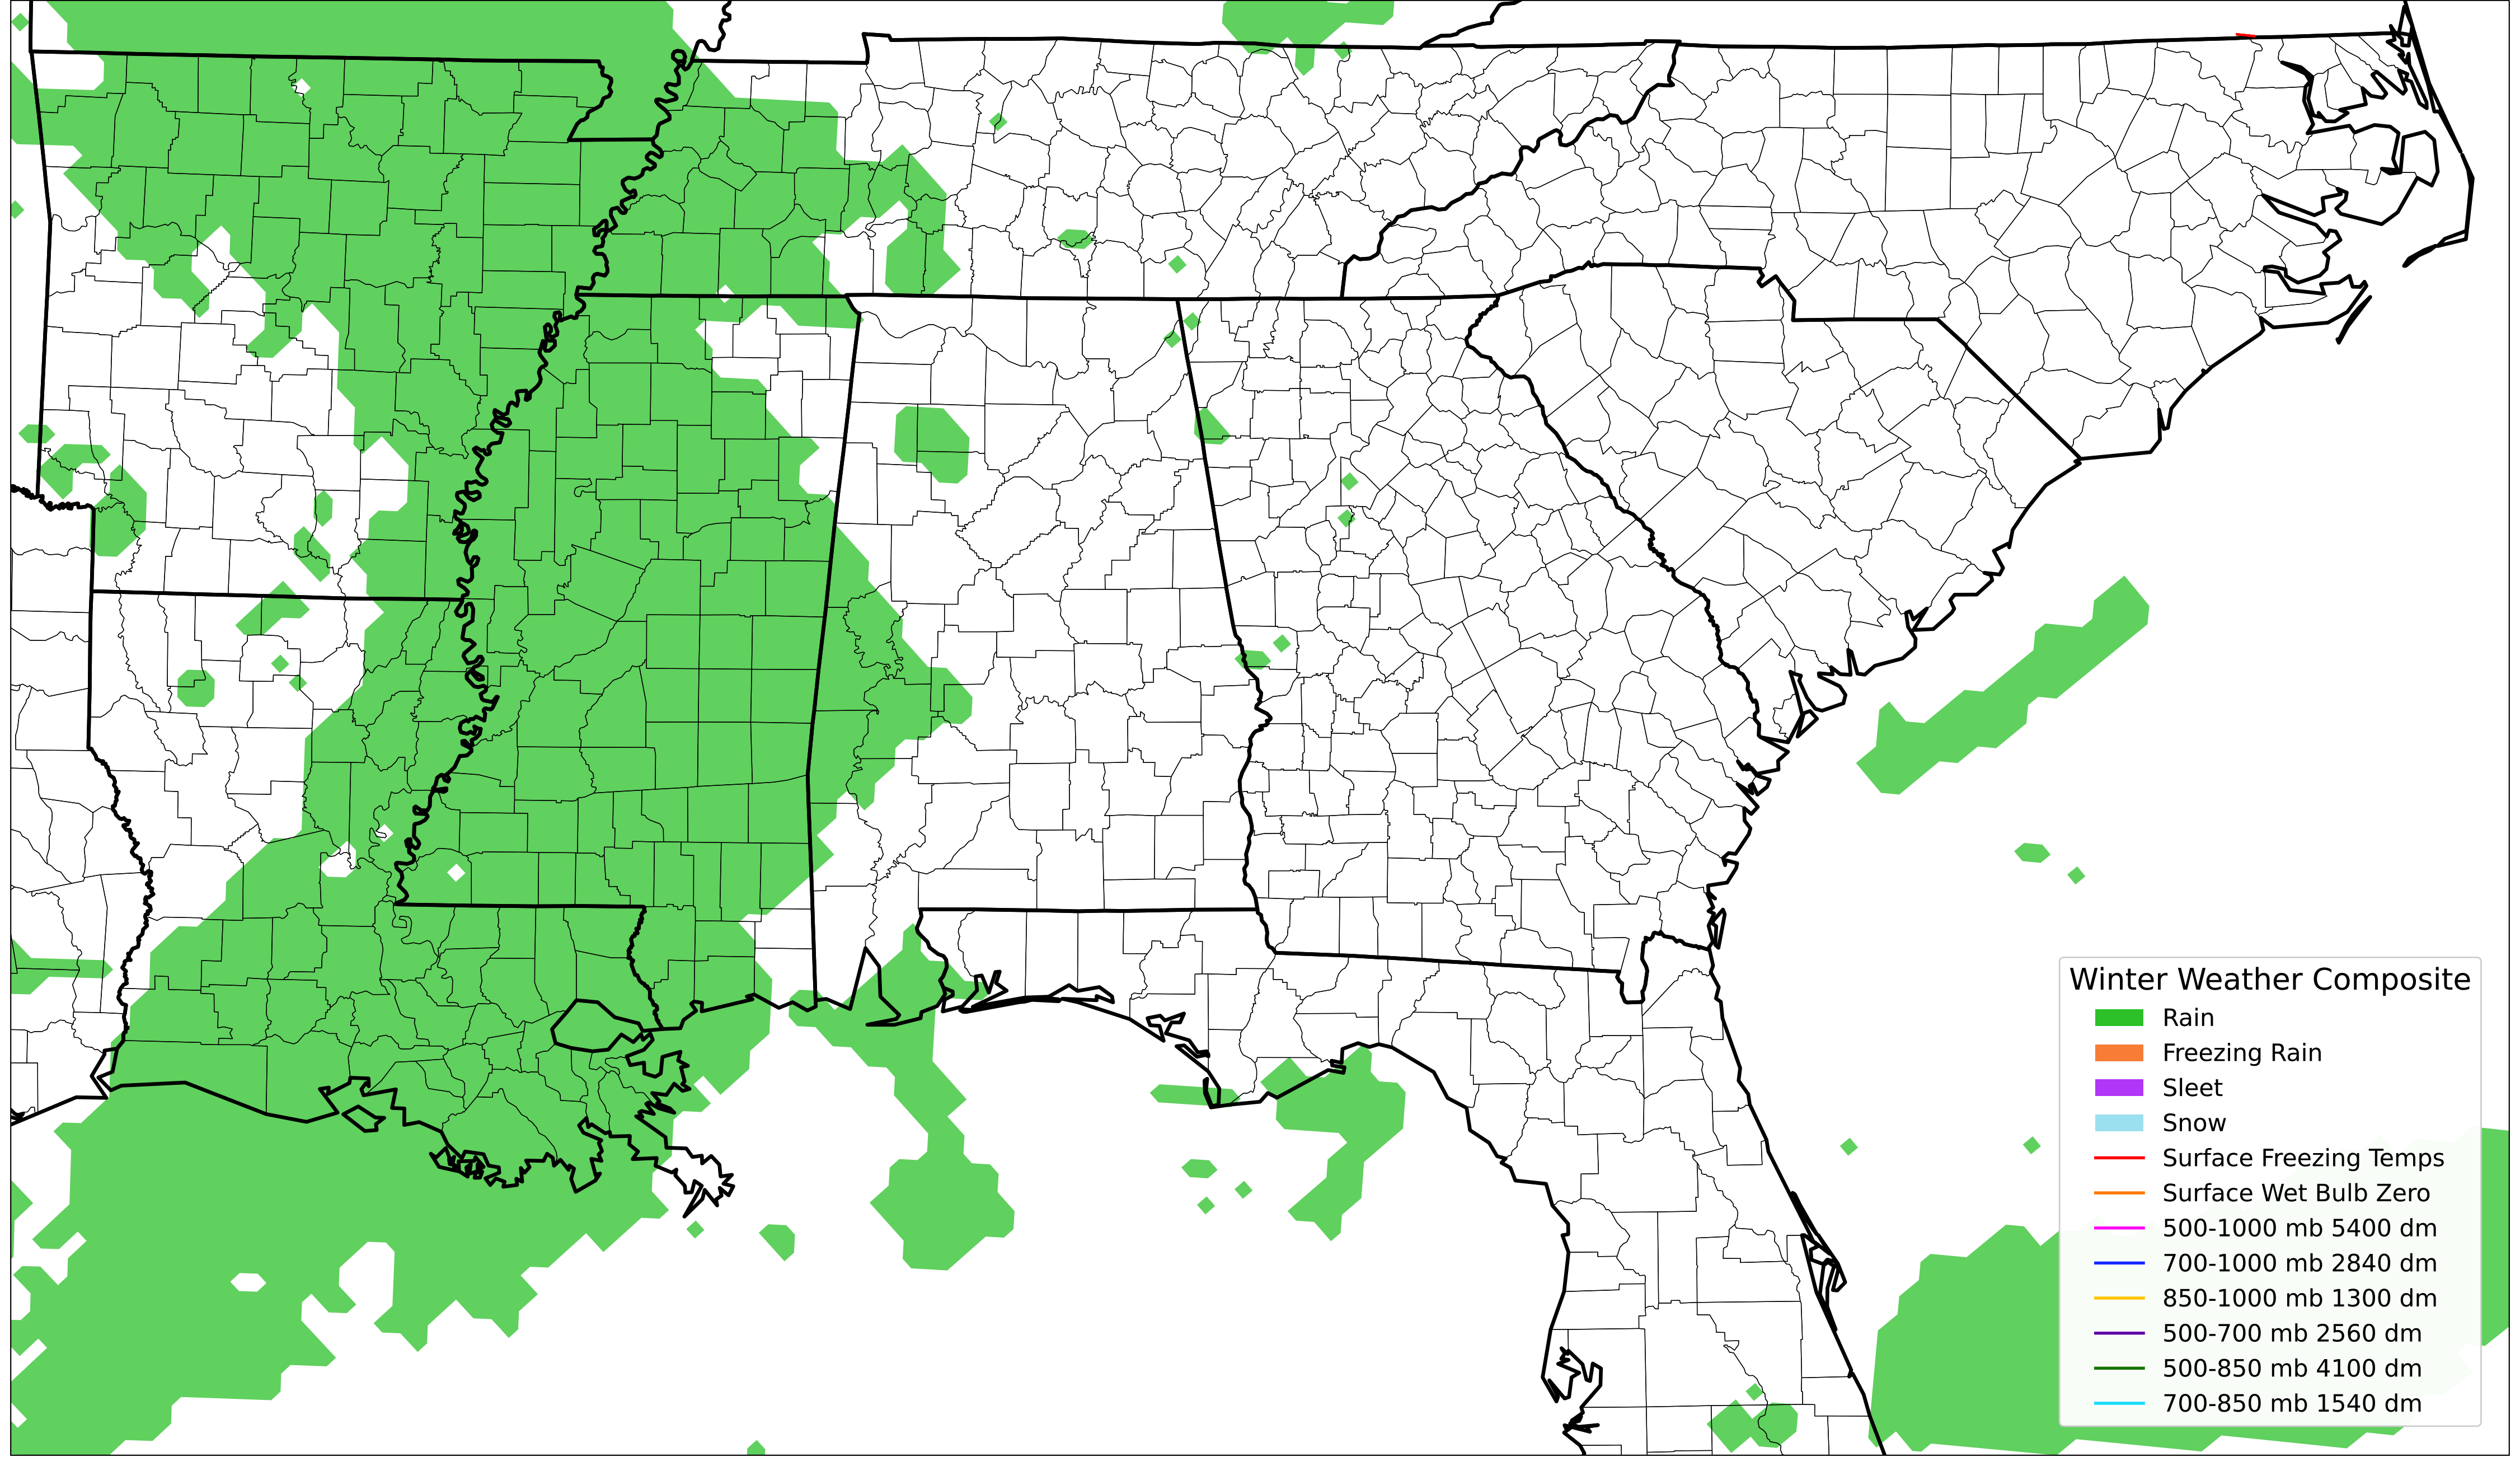 Winter Weather Composite
Rain
Freezing Rain
Sleet
Snow
Surface Freezing Temps
Surface Wet Bulb Zero
500-1000 mb 5400 dm
700-1000 mb 2840 dm
850-1000 mb 1300 dm
500-700 mb 2560 dm
500-850 mb 4100 dm
700-850 mb 1540 dm